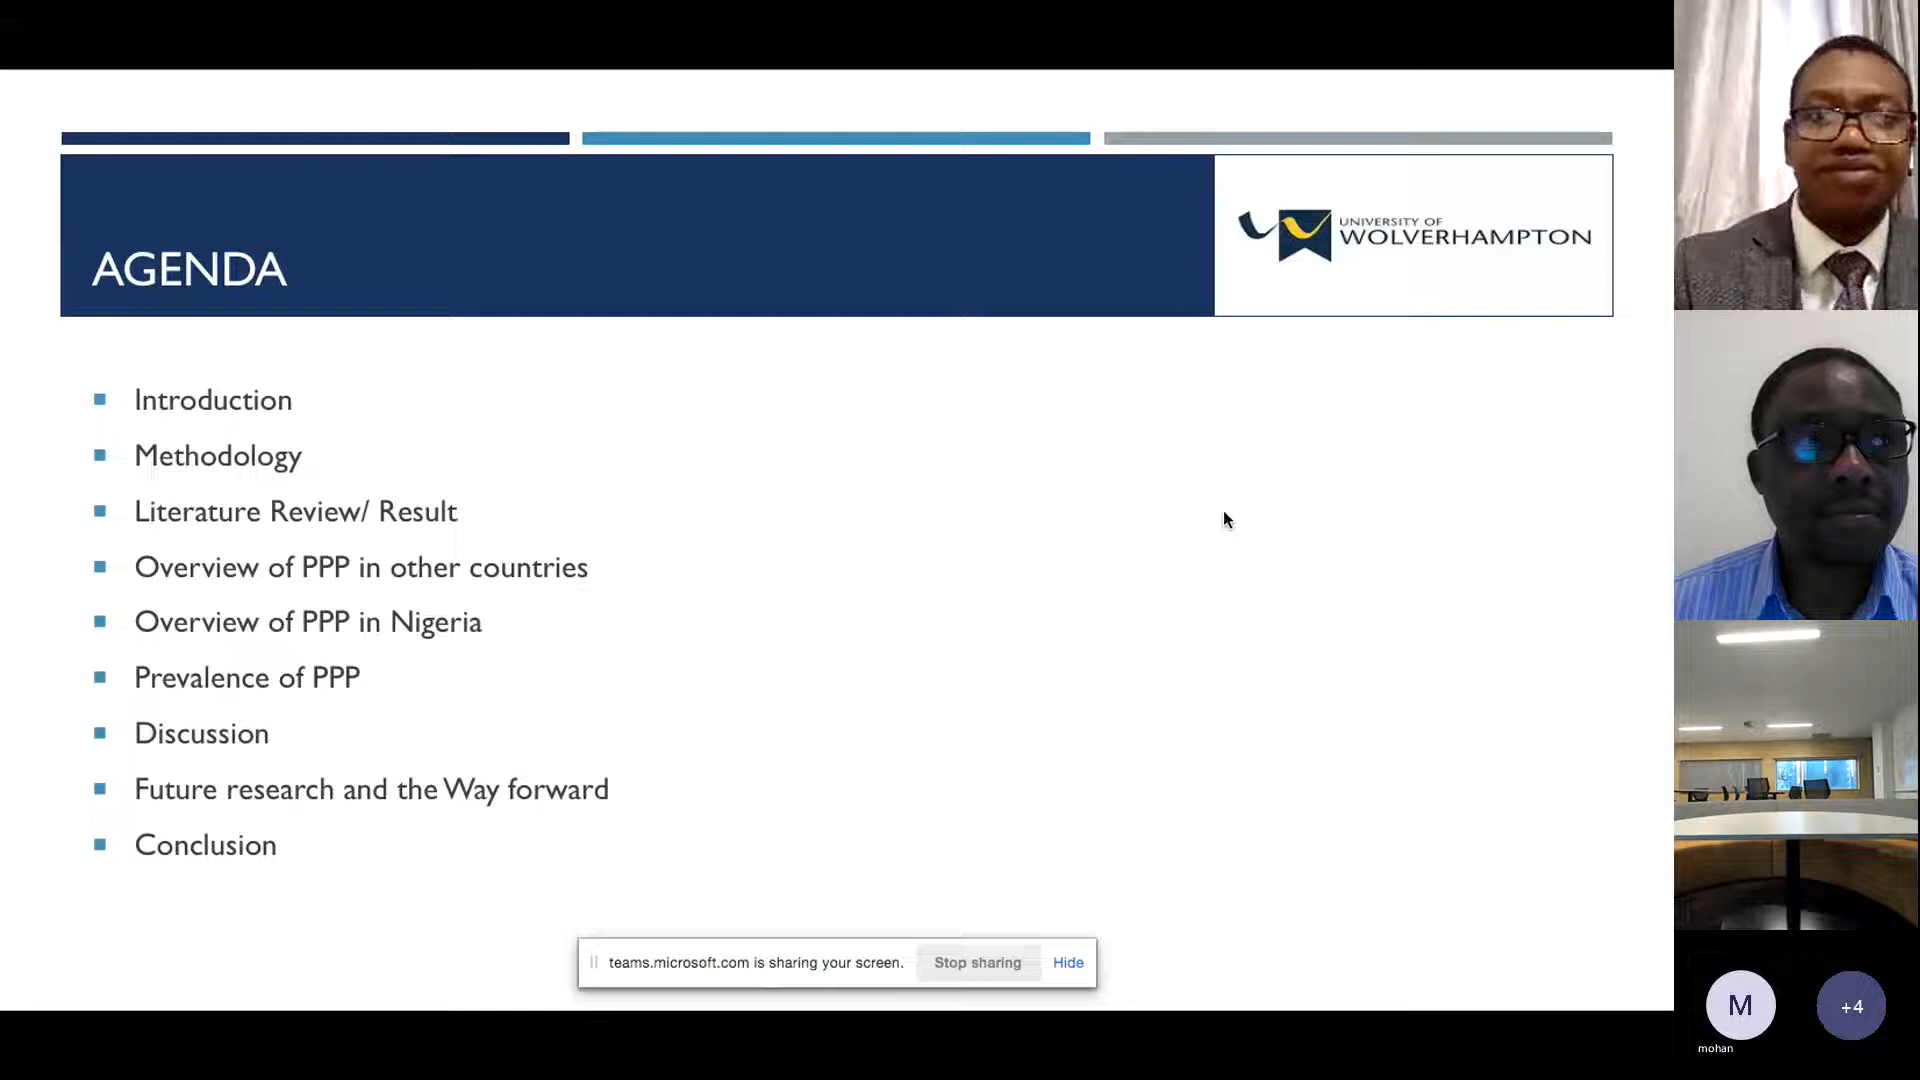 AGENDA
UNIVERSITY OF
WOLVERHAMPTON
Introduction
Methodology
Literature Review/ Result
Overview of PPP in other countries
Overview of PPP in Nigeria
Prevalence of PPP
Discussion
Future research and the Way forward
Conclusion
teams.microsoft.com is sharing your screen. Stop sharing Hide
M +4
mohan